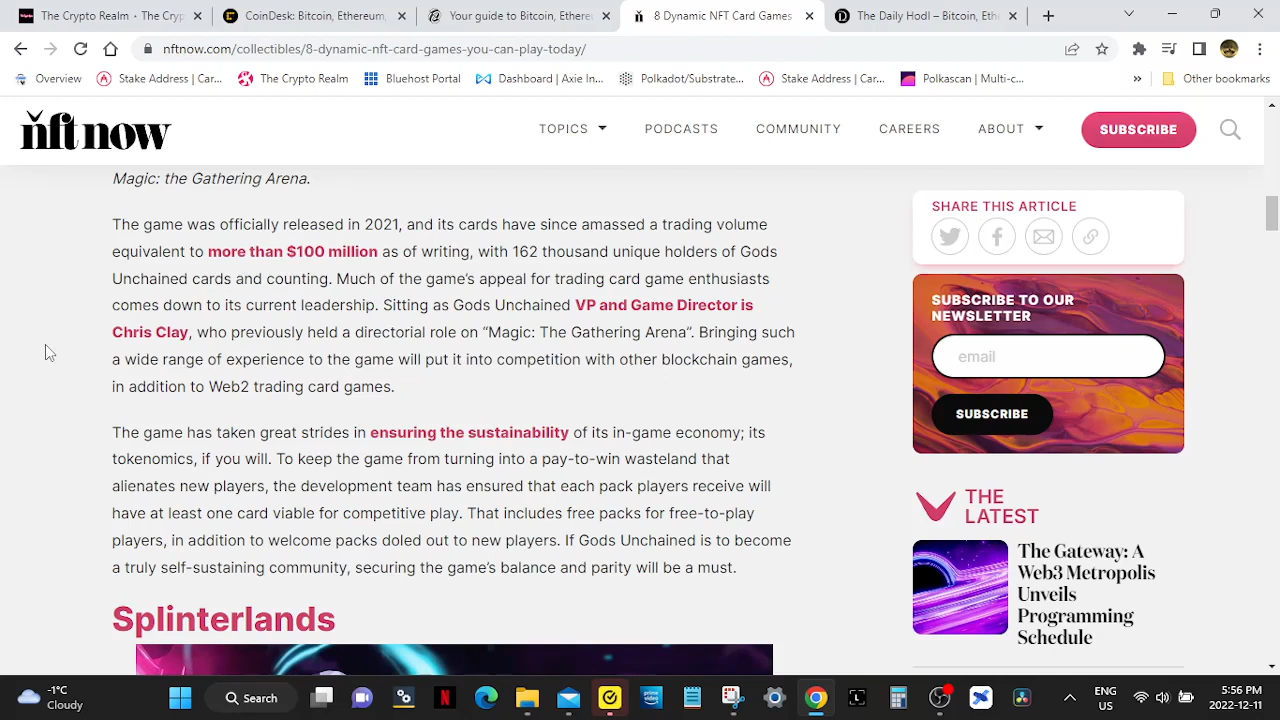 The Crypto Realm - The Cryp
CoinDesk: Bitcoin, Ethereum,
Your guide to Bitcoin, Ethere
8 Dynamic NFT Card Games
The Daily Hodl – Bitcoin, Eth
nftnow.com/collectibles/8-dynamic-nft-card-games-you-can-play-today/
Overview
Stake Address | Car...
The Crypto Realm
Bluehost Portal
Dashboard | Axie In...
Polkadot/Substrate...
Stake Address | Car...
Polkascan | Multi-c...
»
Other bookmarks
nft now
TOPICS
PODCASTS
COMMUNITY
CAREERS
ABOUT
SUBSCRIBE
Magic: the Gathering Arena.
The game was officially released in 2021, and its cards have since amassed a trading volume
equivalent to more than $100 million as of writing, with 162 thousand unique holders of Gods
Unchained cards and counting. Much of the game's appeal for trading card game enthusiasts
comes down to its current leadership. Sitting as Gods Unchained VP and Game Director is
Chris Clay, who previously held a directorial role on “Magic: The Gathering Arena”. Bringing such
a wide range of experience to the game will put it into competition with other blockchain games,
in addition to Web2 trading card games.
The game has taken great strides in ensuring the sustainability of its in-game economy; its
tokenomics, if you will. To keep the game from turning into a pay-to-win wasteland that
alienates new players, the development team has ensured that each pack players receive will
have at least one card viable for competitive play. That includes free packs for free-to-play
players, in addition to welcome packs doled out to new players. If Gods Unchained is to become
a truly self-sustaining community, securing the game's balance and parity will be a must.
Splinterlands
SHARE THIS ARTICLE
SUBSCRIBE TO OUR
NEWSLETTER
email
SUBSCRIBE
THE
LATEST
The Gateway: A
Web3 Metropolis
Unveils
Programming
Schedule
-1°C
Cloudy
Search
ENG
US
5:56 PM
2022-12-11